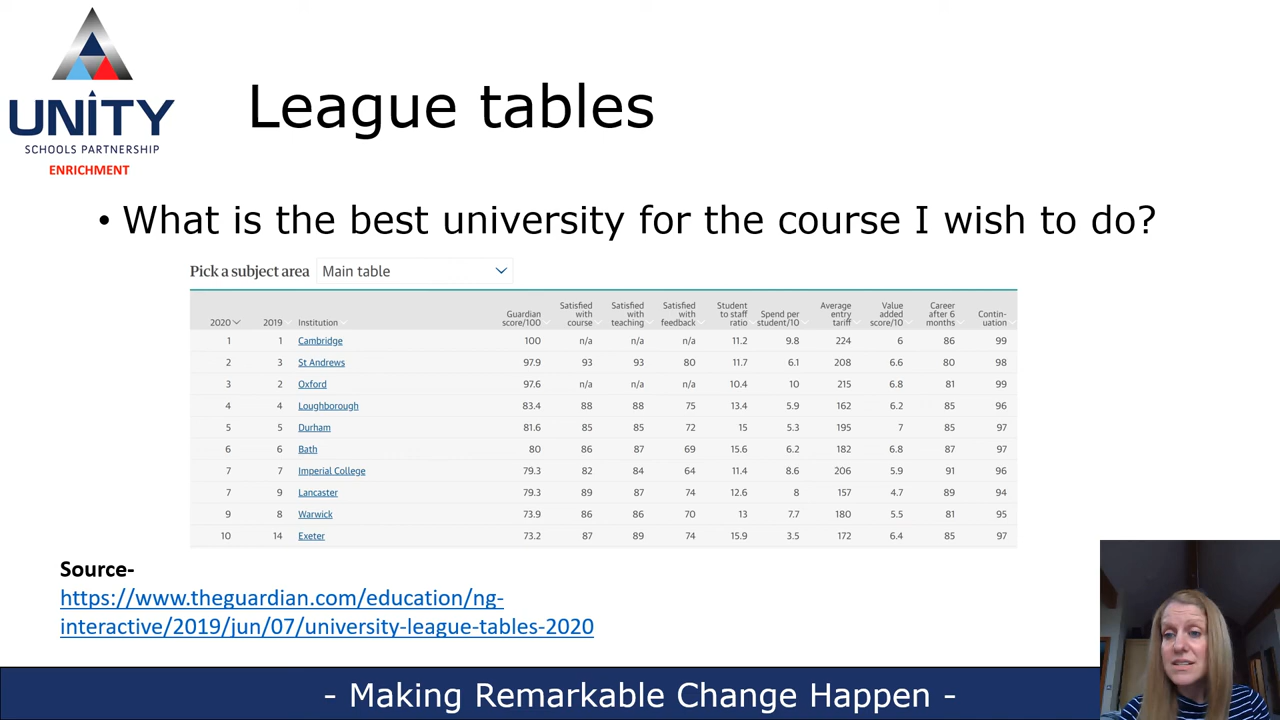 UNITY
SCHOOLS PARTNERSHIP
ENRICHMENT
League tables
• What is the best university for the course I wish to do?
Pick a subject area Main table
2020 2019 Institution Guardian score/100 Satisfied with course Satisfied with teaching Satisfied with feedback Student to staff ratio Spend per student/10 Average entry tariff Value added score/10 Career after 6 months Contin-uation
1 1 Cambridge 100 n/a n/a n/a 11.2 9.8 224 6 86 99
2 3 St Andrews 97.9 93 93 80 11.7 6.1 208 6.6 80 98
3 2 Oxford 97.6 n/a n/a n/a 10.4 10 215 6.8 81 99
4 4 Loughborough 83.4 88 88 75 13.4 5.9 162 6.2 85 96
5 5 Durham 81.6 85 85 72 15 5.3 195 7 85 97
6 6 Bath 80 86 87 69 15.6 6.2 182 6.8 87 97
7 7 Imperial College 79.3 82 84 64 11.4 8.6 206 5.9 91 96
7 9 Lancaster 79.3 89 87 74 12.6 8 157 4.7 89 94
9 8 Warwick 73.9 86 86 70 13 7.7 180 5.5 81 95
10 14 Exeter 73.2 87 89 74 15.9 3.5 172 6.4 85 97
Source-
https://www.theguardian.com/education/ng-
interactive/2019/jun/07/university-league-tables-2020
- Making Remarkable Change Happen -